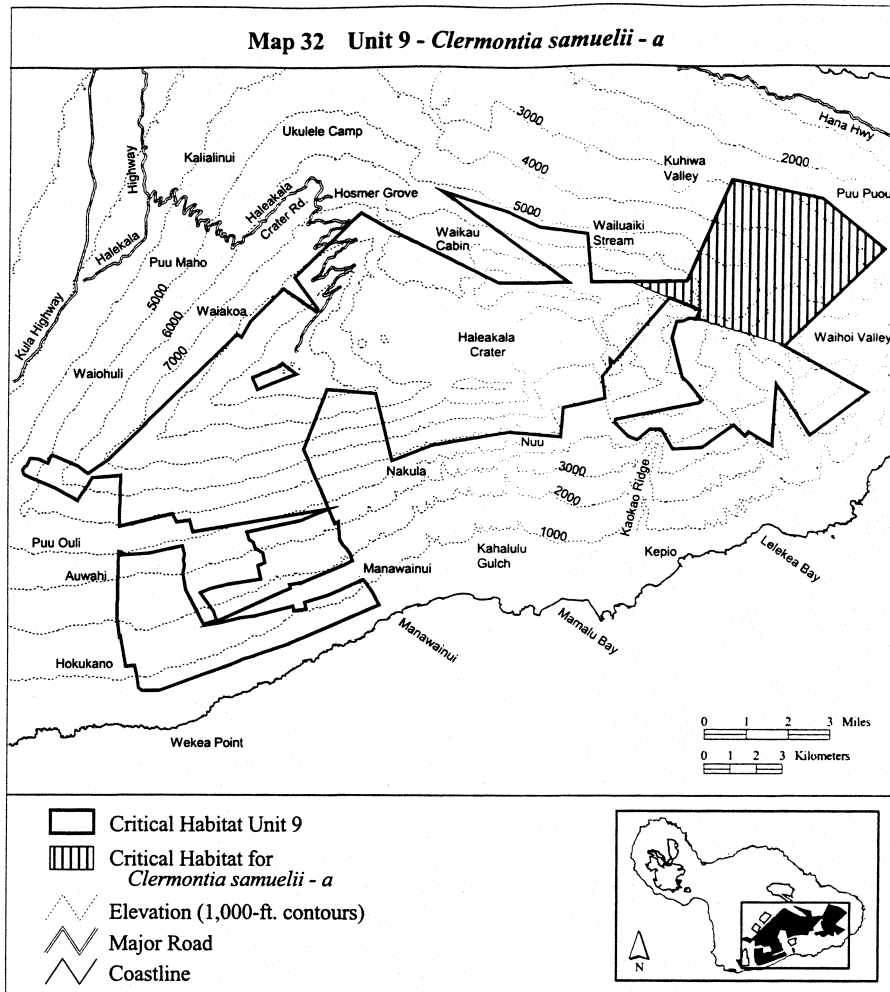 Map 32 Unit 9 - Clermontia samuelii - a
Hana Hwy
3000
Ukulele Camp
Kalialinui
Highway
4000
Kuhiwa
Valley
2000
Haleakala
Crater Rd.
Hosmer Grove
Puu Puou
5000
Wailuaiki
Stream
Waikau
Cabin
Halekala
Puu Maho
5000
6000
7000
Waiakoa
Kula Highway
Haleakala
Crater
Waihoi Valley
Waiohuli
Nuu
Nakula
3000
2000
1000
Kaokao Ridge
Puu Ouli
Auwahi
Manawainui
Kahalulu
Gulch
Kepio
Lelekea Bay
Mamalu Bay
Manawainui
Hokukano
Wekea Point
0 1 2 3 Miles
0 1 2 3 Kilometers
Critical Habitat Unit 9
Critical Habitat for
Clermontia samuelii - a
Elevation (1,000-ft. contours)
Major Road
Coastline
N